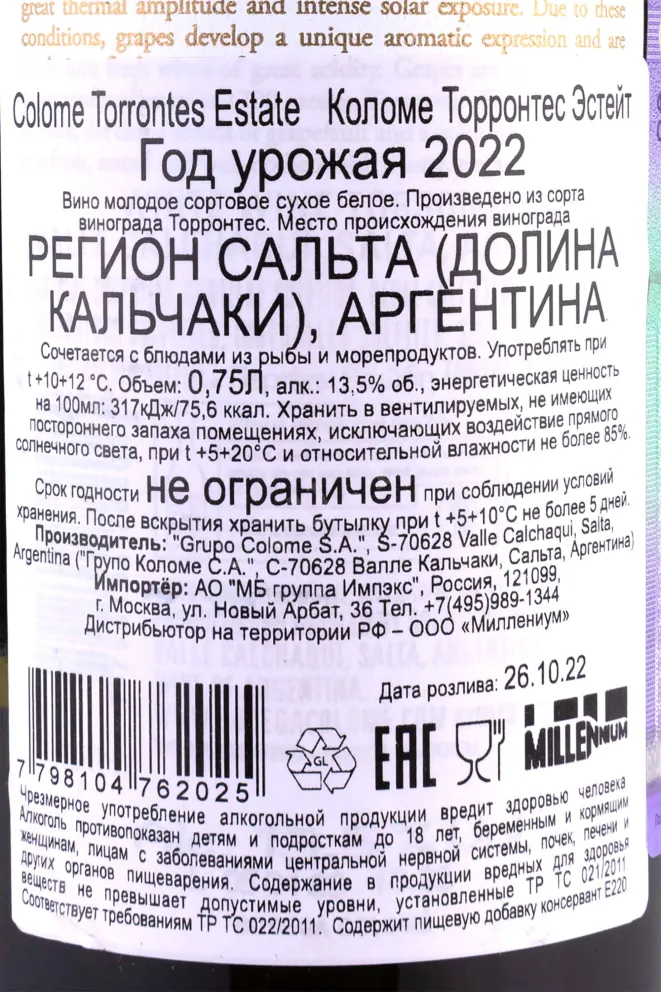 great thermal amplitude and intense solar exposure. Due to these
conditions, grapes develop a unique aromatic expression and are
Colome Torrontes Estate Коломе Торронтес Эстейт
Год урожая 2022
Вино молодое сортовое сухое белое. Произведено из сорта
винограда Торронтес. Место происхождения винограда
РЕГИОН САЛЬТА (ДОЛИНА
КАЛЬЧАКИ), АРГЕНТИНА
Сочетается с блюдами из рыбы и морепродуктов. Употреблять при
t +10+12 °C. Объем: 0,75Л, алк.: 13,5% об., энергетическая ценность
на 100мл: 317кДж/75,6 ккал. Хранить в вентилируемых, не имеющих
постороннего запаха помещениях, исключающих воздействие прямого
солнечного света, при t +5+20°C и относительной влажности не более 85%.
Срок годности не ограничен при соблюдении условий
хранения. После вскрытия хранить бутылку при t +5+10°C не более 5 дней.
Производитель: "Grupo Colome S.A.", S-70628 Valle Calchaqui, Salta,
Argentina ("Групо Коломе С.А.", С-70628 Валле Кальчаки, Сальта, Аргентина)
Импортёр: АО "МБ группа Импэкс", Россия, 121099,
г. Москва, ул. Новый Арбат, 36 Тел. +7(495)989-1344
Дистрибьютор на территории РФ – ООО «Миллениум»
Дата розлива: 26.10.22
GL
EAC
MILLENNIUM
7 798104 762025
Чрезмерное употребление алкогольной продукции вредит здоровью человека
Алкоголь противопоказан детям и подросткам до 18 лет, беременным и кормящим
женщинам, лицам с заболеваниями центральной нервной системы, почек, печени и
других органов пищеварения. Содержание в продукции вредных для здоровья
веществ не превышает допустимые уровни, установленные ТР ТС 021/2011
Соответствует требованиям ТР ТС 022/2011. Содержит пищевую добавку консервант Е220.